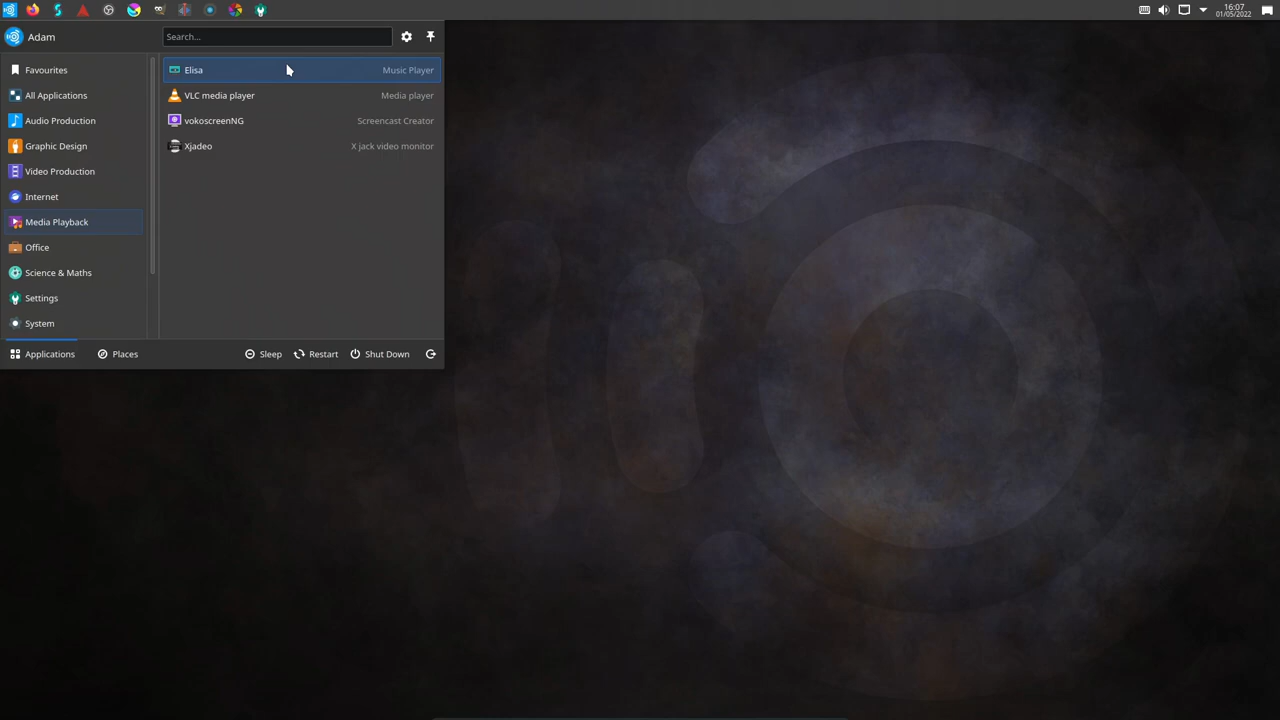 16:07
01/05/2022
Adam
Search...
Favourites
All Applications
Audio Production
Graphic Design
Video Production
Internet
Media Playback
Office
Science & Maths
Settings
System
Elisa Music Player
VLC media player Media player
vokoscreenNG Screencast Creator
Xjadeo X jack video monitor
Applications Places Sleep Restart Shut Down